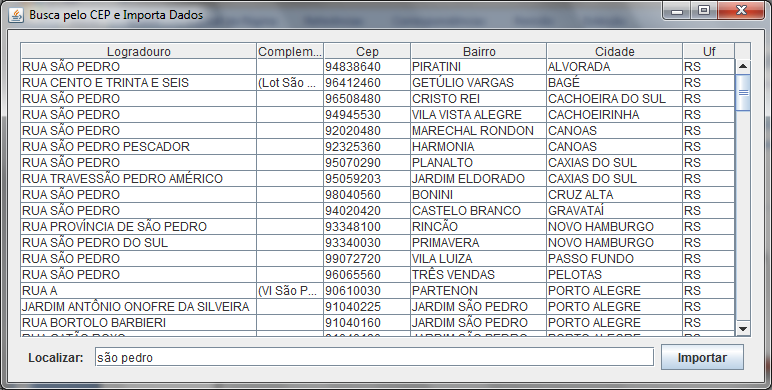 Busca pelo CEP e Importa Dados
Logradouro Complem... Cep Bairro Cidade Uf
RUA SÃO PEDRO 94838640 PIRATINI ALVORADA RS
RUA CENTO E TRINTA E SEIS (Lot São ... 96412460 GETÚLIO VARGAS BAGÉ RS
RUA SÃO PEDRO 96508480 CRISTO REI CACHOEIRA DO SUL RS
RUA SÃO PEDRO 94945530 VILA VISTA ALEGRE CACHOEIRINHA RS
RUA SÃO PEDRO 92020480 MARECHAL RONDON CANOAS RS
RUA SÃO PEDRO PESCADOR 92325360 HARMONIA CANOAS RS
RUA SÃO PEDRO 95070290 PLANALTO CAXIAS DO SUL RS
RUA TRAVESSÃO PEDRO AMÉRICO 95059203 JARDIM ELDORADO CAXIAS DO SUL RS
RUA SÃO PEDRO 98040560 BONINI CRUZ ALTA RS
RUA SÃO PEDRO 94020420 CASTELO BRANCO GRAVATAÍ RS
RUA PROVÍNCIA DE SÃO PEDRO 93348100 RINCÃO NOVO HAMBURGO RS
RUA SÃO PEDRO DO SUL 93340030 PRIMAVERA NOVO HAMBURGO RS
RUA SÃO PEDRO 99072720 VILA LUIZA PASSO FUNDO RS
RUA SÃO PEDRO 96065560 TRÊS VENDAS PELOTAS RS
RUA A (VI São P... 90610030 PARTENON PORTO ALEGRE RS
JARDIM ANTÔNIO ONOFRE DA SILVEIRA 91040225 JARDIM SÃO PEDRO PORTO ALEGRE RS
RUA BORTOLO BARBIERI 91040160 JARDIM SÃO PEDRO PORTO ALEGRE RS
JARDIM SÃO PEDRO PORTO ALEGRE RS
Localizar: são pedro Importar